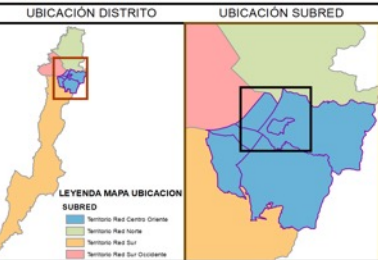 UBICACIÓN DISTRITO
UBICACIÓN SUBRED
LEYENDA MAPA UBICACION
SUBRED
Territorio Red Centro Oriente
Territorio Red Norte
Territorio Red Sur
Territorio Red Sur Occidente